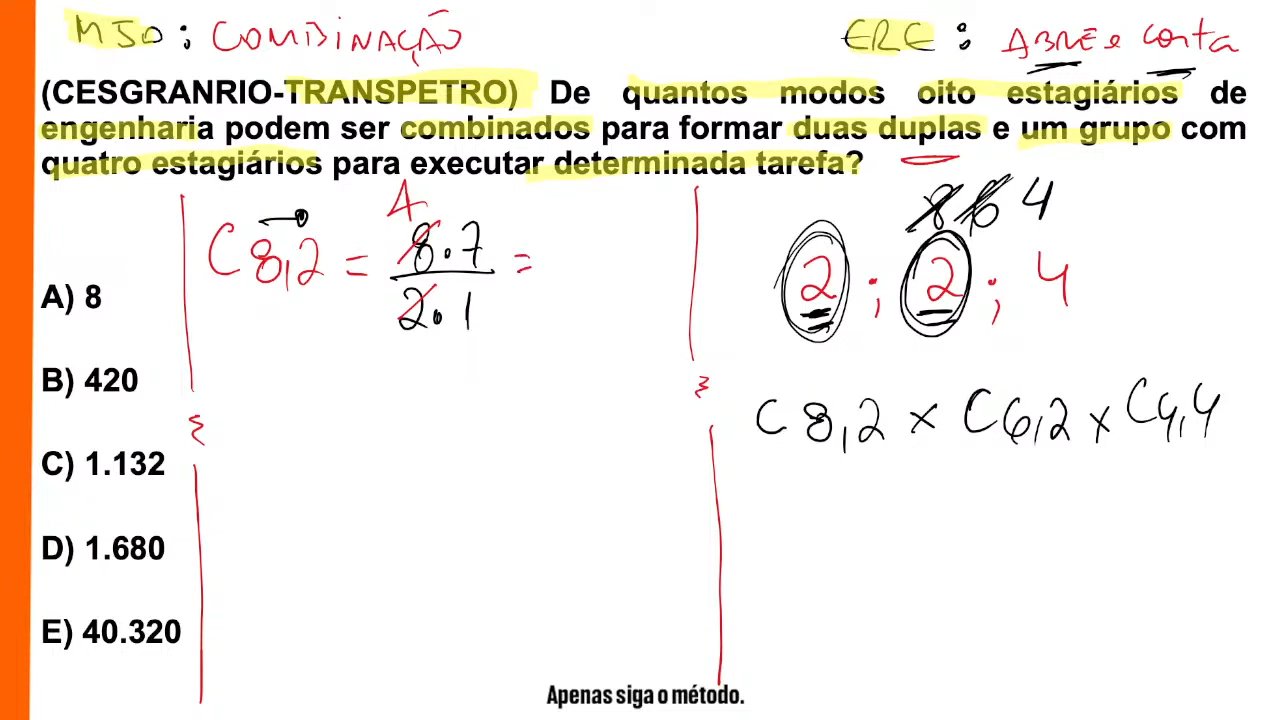 MJO: COMBINAÇÃO
ERE: ABRE e Corta
(CESGRANRIO-TRANSPETRO) De quantos modos oito estagiários de
engenharia podem ser combinados para formar duas duplas e um grupo com
quatro estagiários para executar determinada tarefa?
4
8 6 4
C8,2 = 8.7 =
2.1
2 ; 2 ; 4
A) 8
B) 420
C8,2 x C6,2 x C4,4
C) 1.132
D) 1.680
E) 40.320
Apenas siga o método.